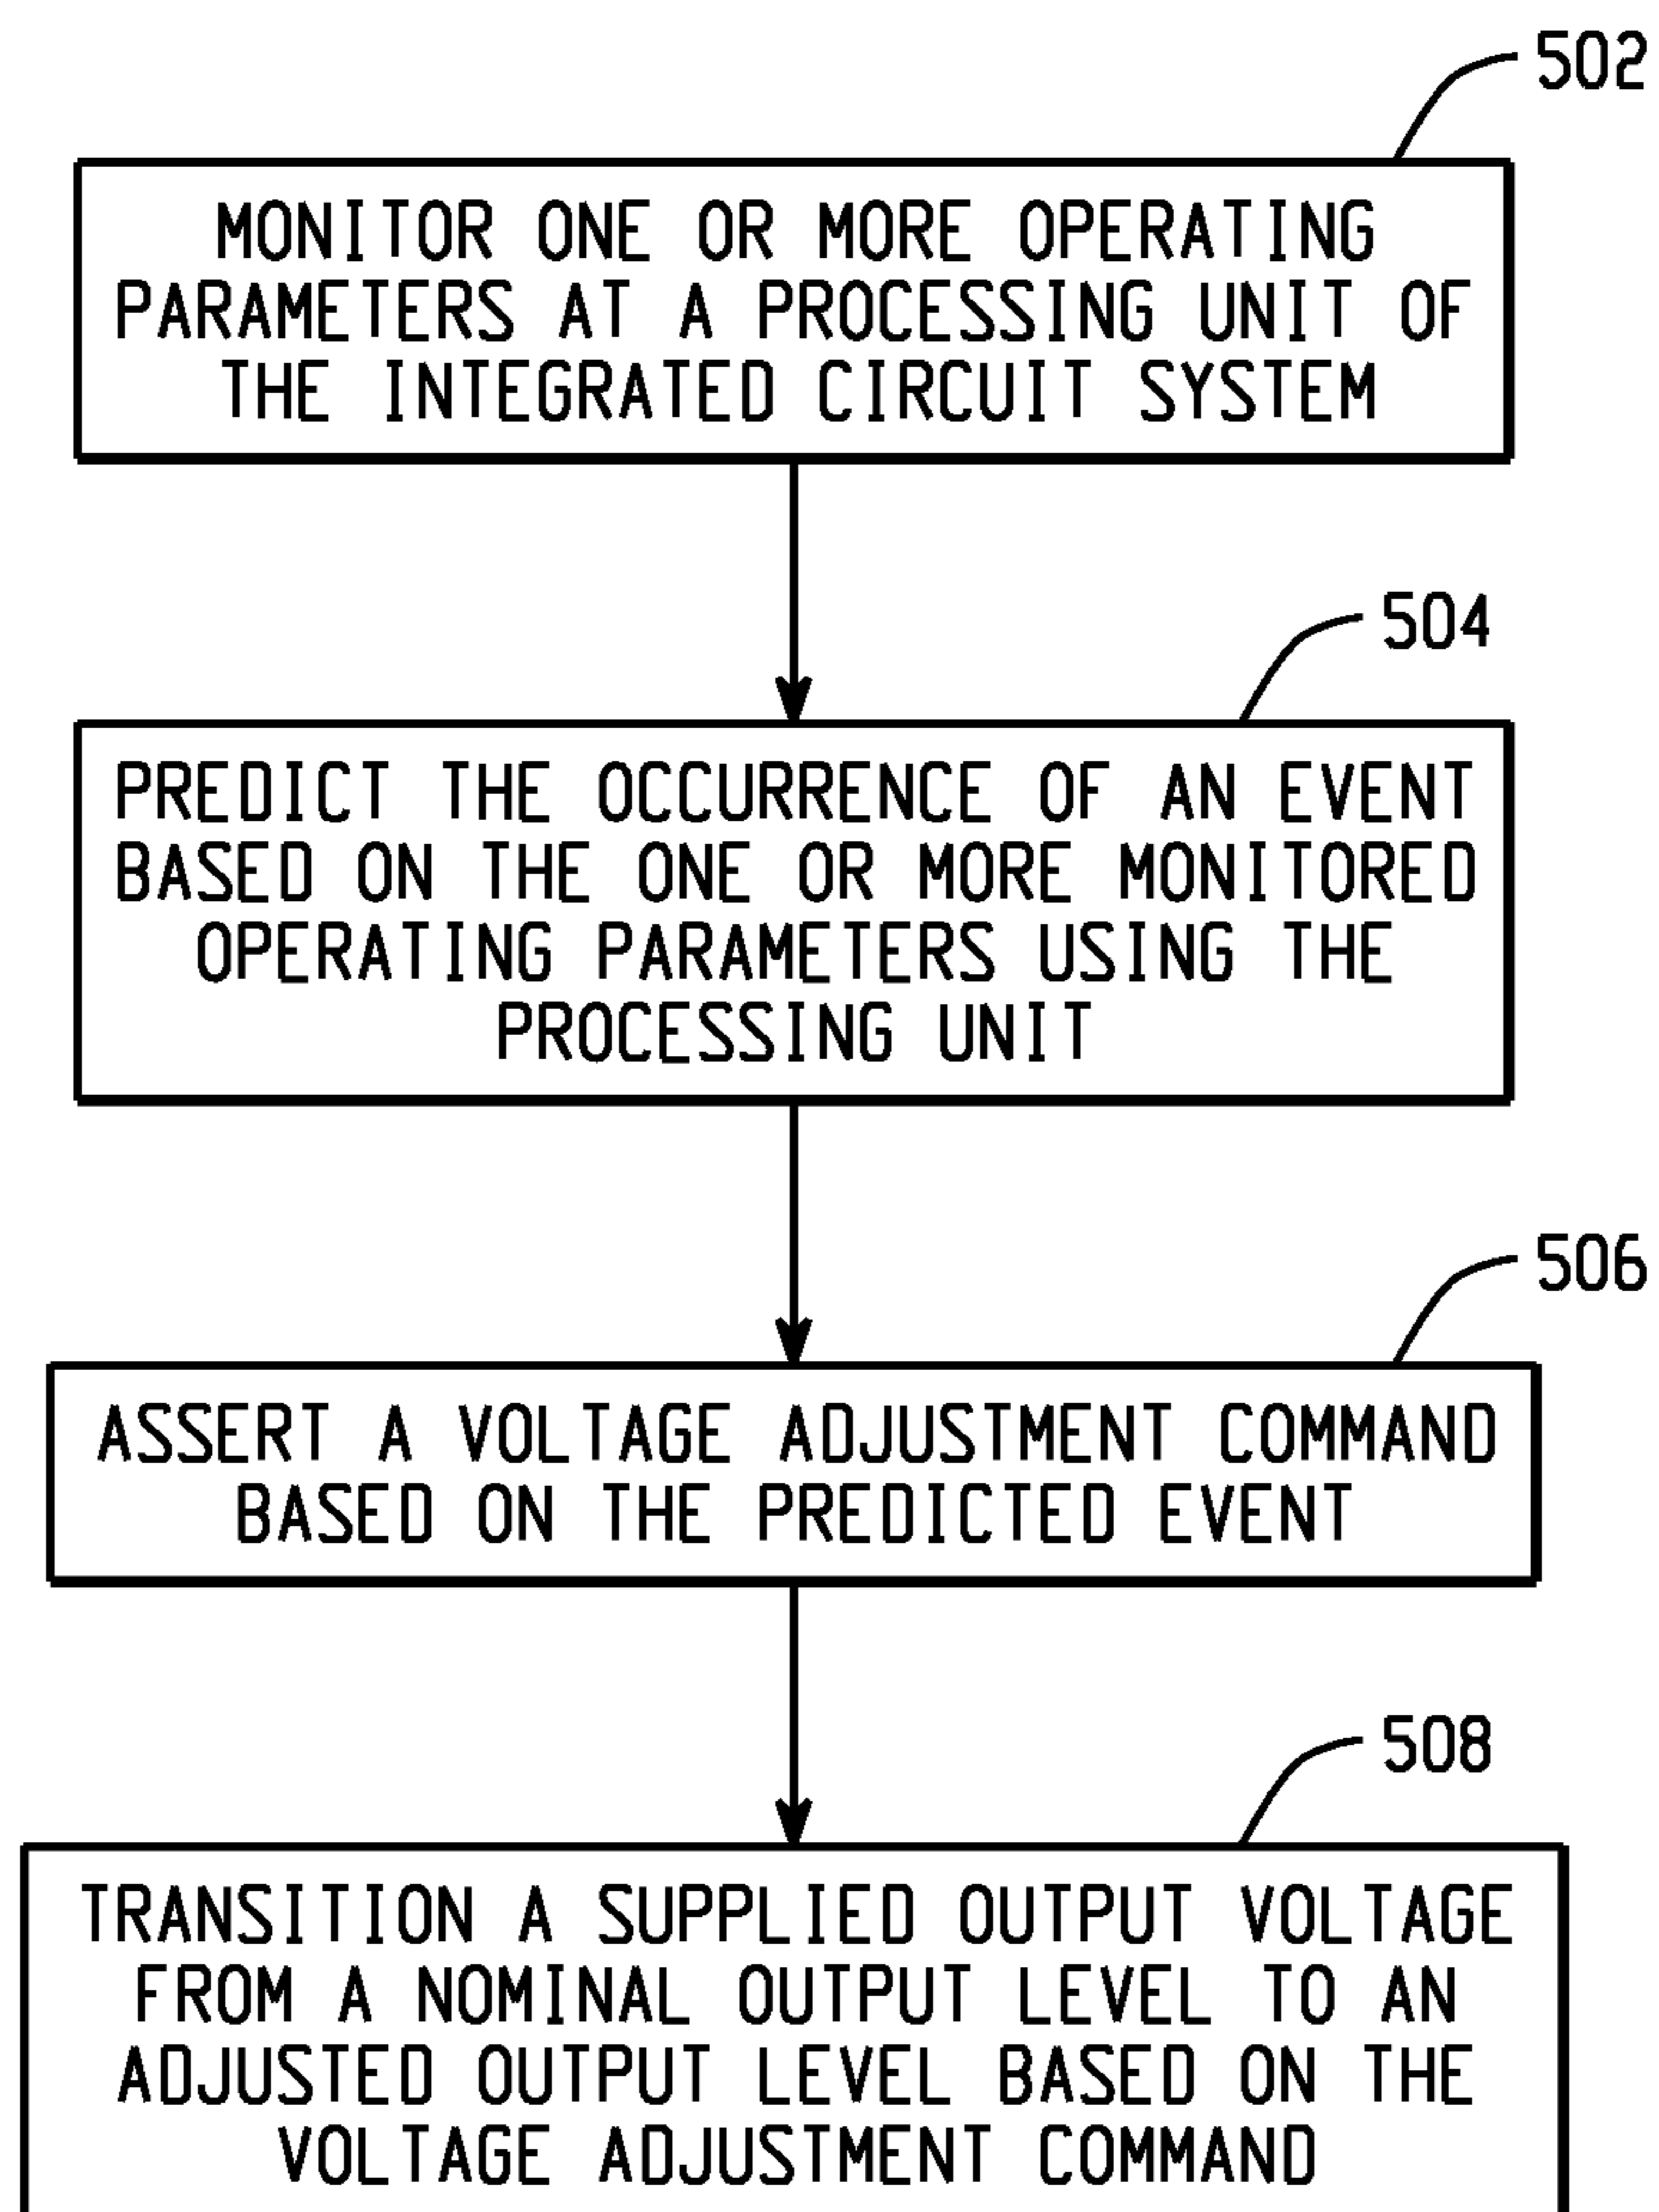 502
MONITOR ONE OR MORE OPERATING
PARAMETERS AT A PROCESSING UNIT OF
THE INTEGRATED CIRCUIT SYSTEM
504
PREDICT THE OCCURRENCE OF AN EVENT
BASED ON THE ONE OR MORE MONITORED
OPERATING PARAMETERS USING THE
PROCESSING UNIT
506
ASSERT A VOLTAGE ADJUSTMENT COMMAND
BASED ON THE PREDICTED EVENT
508
TRANSITION A SUPPLIED OUTPUT VOLTAGE
FROM A NOMINAL OUTPUT LEVEL TO AN
ADJUSTED OUTPUT LEVEL BASED ON THE
VOLTAGE ADJUSTMENT COMMAND